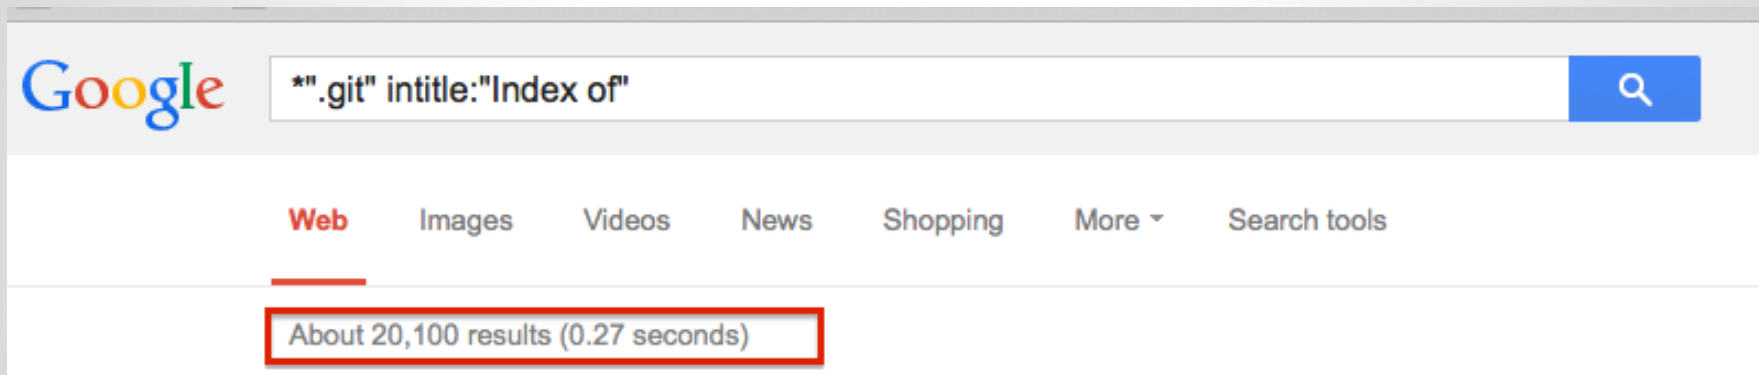 Google
*".git" intitle:"Index of"
Web Images Videos News Shopping More Search tools
About 20,100 results (0.27 seconds)